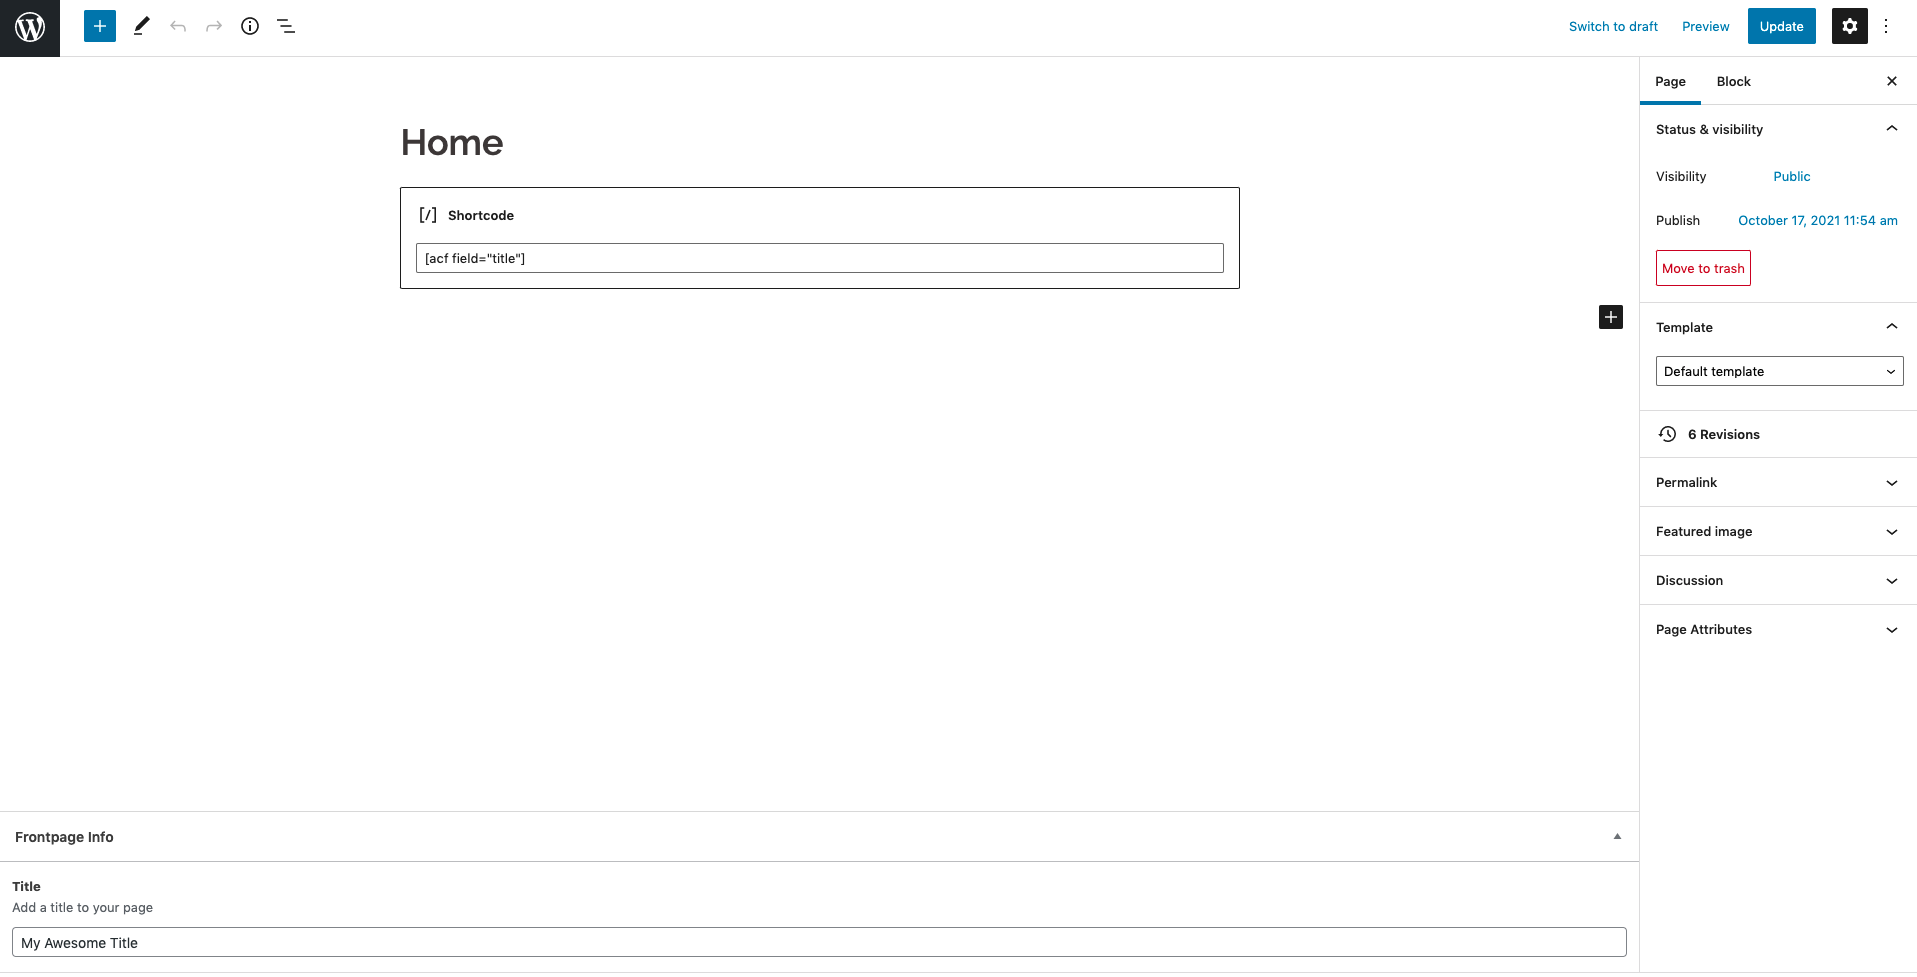 Switch to draft
Preview
Update
Page
Block
Home
Status & visibility
Visibility
Public
Publish
October 17, 2021 11:54 am
Move to trash
[/] Shortcode
[acf field="title"]
Template
Default template
6 Revisions
Permalink
Featured image
Discussion
Page Attributes
Frontpage Info
Title
Add a title to your page
My Awesome Title